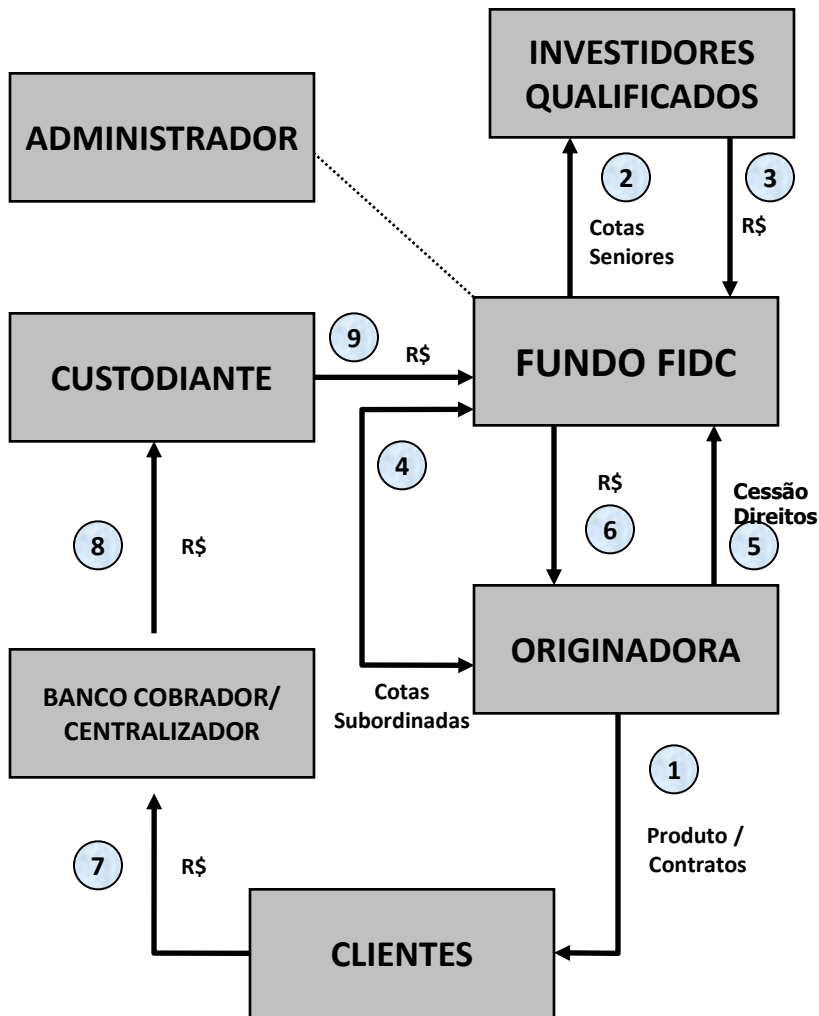 INVESTIDORES
QUALIFICADOS
ADMINISTRADOR
2
3
Cotas
Seniores
R$
9
R$
CUSTODIANTE
FUNDO FIDC
4
R$
6
Cessão
Direitos
5
8
R$
ORIGINADORA
BANCO COBRADOR/
CENTRALIZADOR
Cotas
Subordinadas
1
Produto /
Contratos
7
R$
CLIENTES